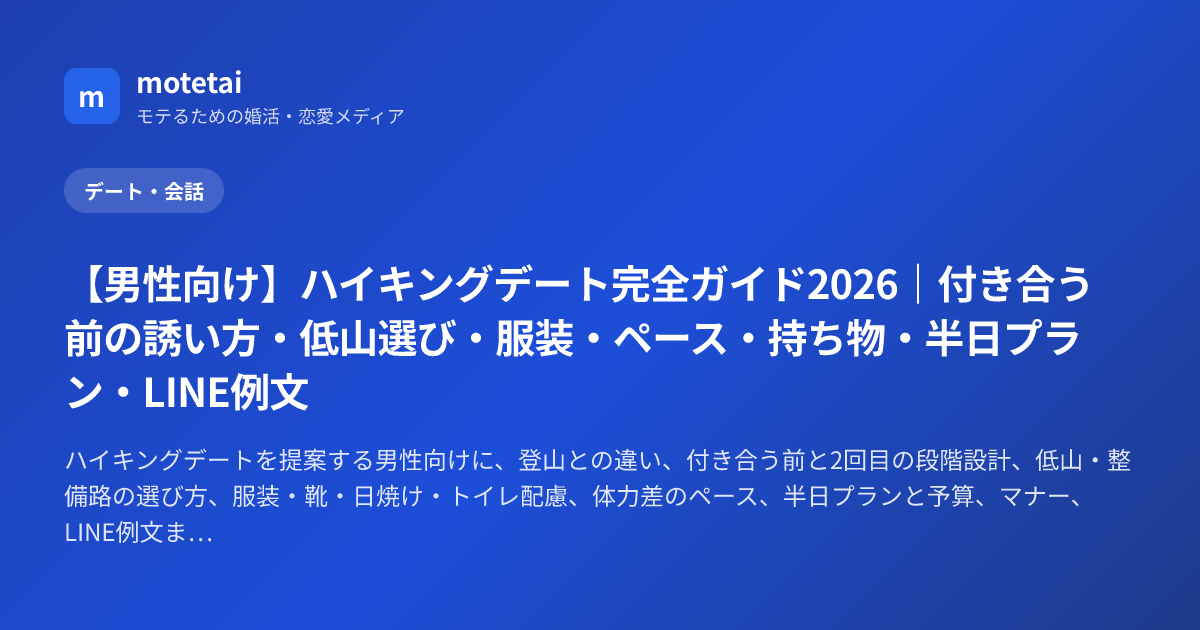 m
motetai
モテるための婚活・恋愛メディア
デート・会話
【男性向け】ハイキングデート完全ガイド2026｜付き合う
前の誘い方・低山選び・服装・ペース・持ち物・半日プラ
ン・LINE例文
ハイキングデートを提案する男性向けに、登山との違い、付き合う前と2回目の段階設計、低山・整
備路の選び方、服装・靴・日焼け・トイレ配慮、体力差のペース、半日プランと予算、マナー、
LINE例文ま…